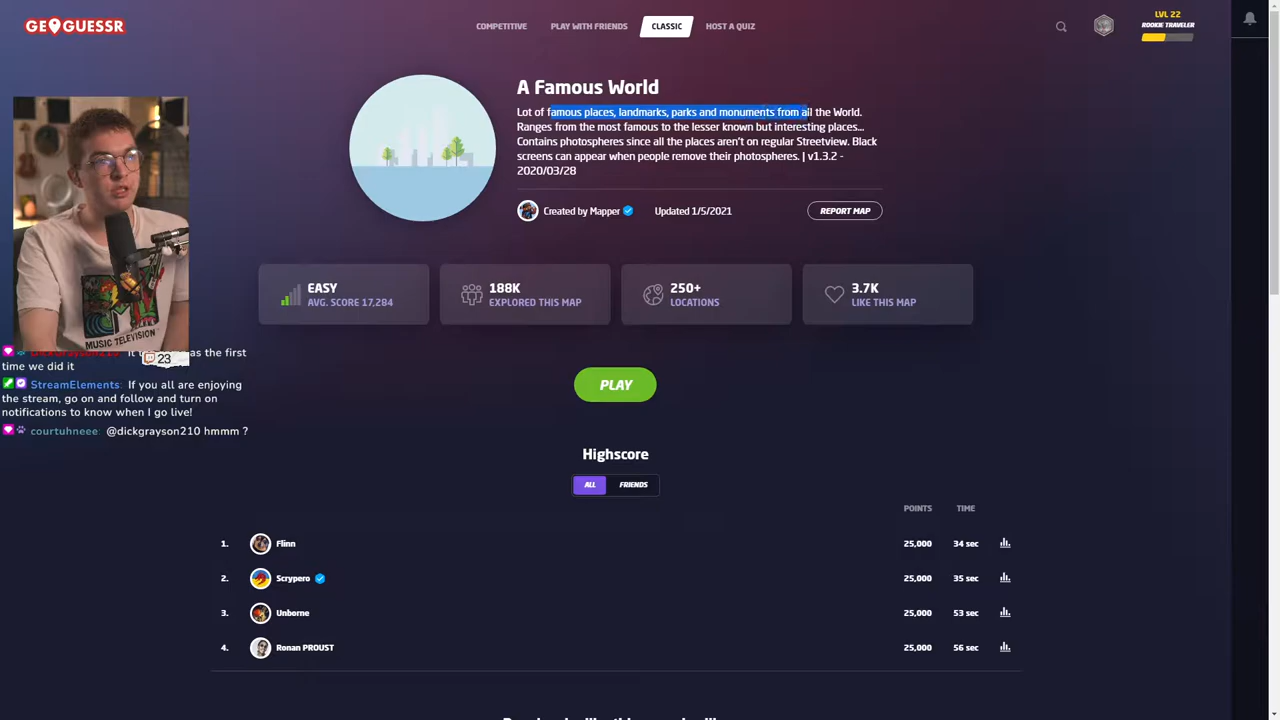 GEOGUESSR
COMPETITIVE
PLAY WITH FRIENDS
CLASSIC
HOST A QUIZ
LVL 22
ROOKIE TRAVELER
A Famous World
Lot of famous places, landmarks, parks and monuments from all the World.
Ranges from the most famous to the lesser known but interesting places...
Contains photospheres since all the places aren't on regular Streetview. Black
screens can appear when people remove their photospheres. | v1.3.2 -
2020/03/28
Created by Mapper
Updated 1/5/2021
REPORT MAP
EASY
AVG. SCORE 17,284
188K
EXPLORED THIS MAP
250+
LOCATIONS
3.7K
LIKE THIS MAP
MUSIC TELEVISION
23
as the first
time we did it
StreamElements: If you all are enjoying
the stream, go on and follow and turn on
notifications to know when I go live!
courtuhneee: @dickgrayson210 hmmm ?
PLAY
Highscore
ALL
FRIENDS
POINTS
TIME
1. Flinn 25,000 34 sec
2. Scrypero 25,000 35 sec
3. Unborne 25,000 53 sec
4. Ronan PROUST 25,000 56 sec